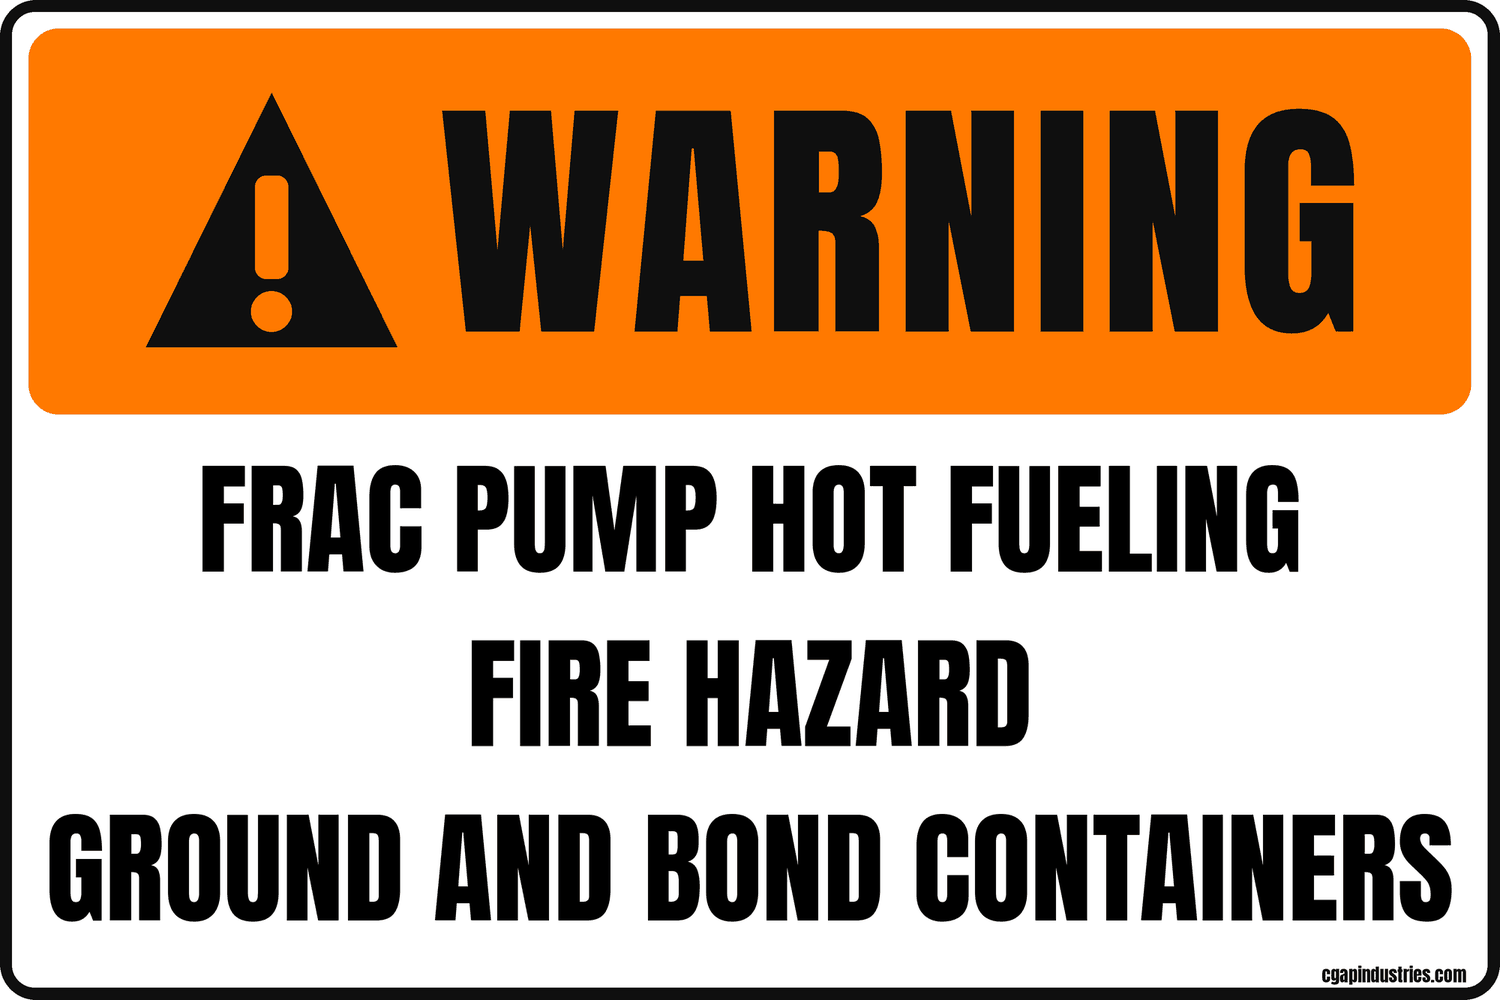 WARNING
FRAC PUMP HOT FUELING
FIRE HAZARD
GROUND AND BOND CONTAINERS
cgapindustries.com